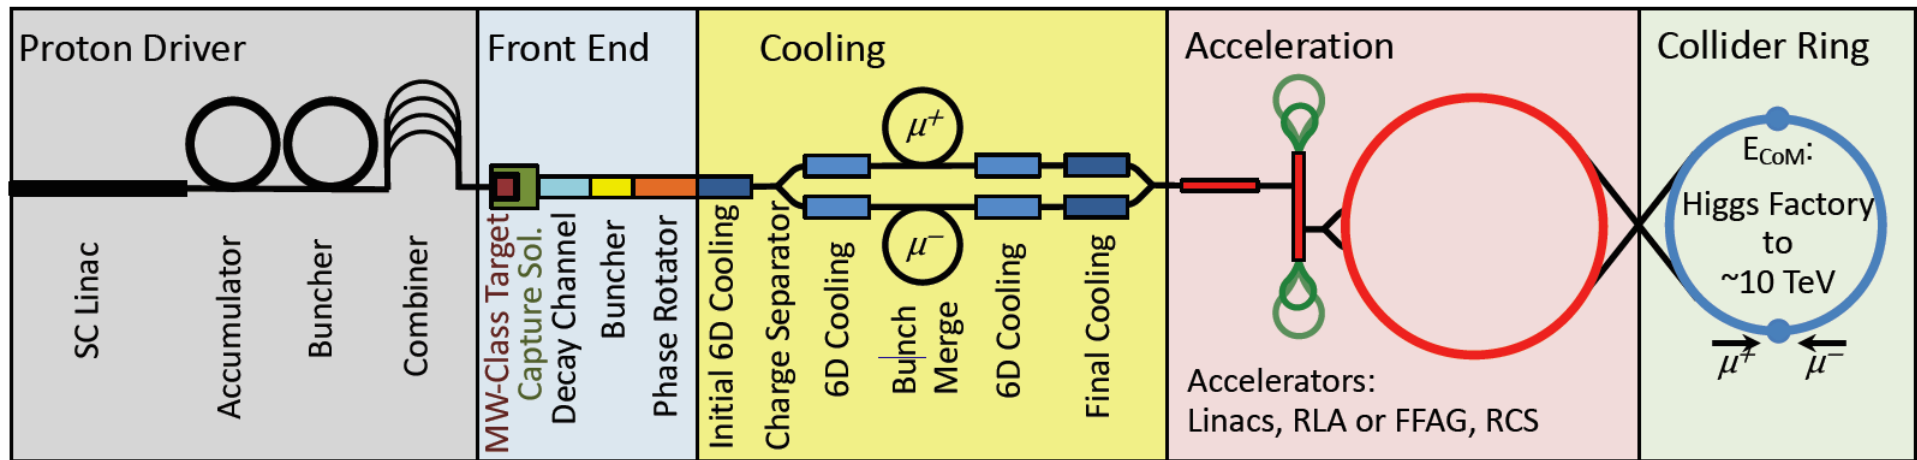 Proton Driver
SC Linac
Accumulator
Buncher
Combiner
Front End
MW-Class Target
Capture Sol.
Decay Channel
Buncher
Phase Rotator
Cooling
μ+
μ−
Initial 6D Cooling
Charge Separator
6D Cooling
Bunch
Merge
6D Cooling
Final Cooling
Acceleration
Accelerators:
Linacs, RLA or FFAG, RCS
Collider Ring
ECoM:
Higgs Factory
to
~10 TeV
μ+ μ−